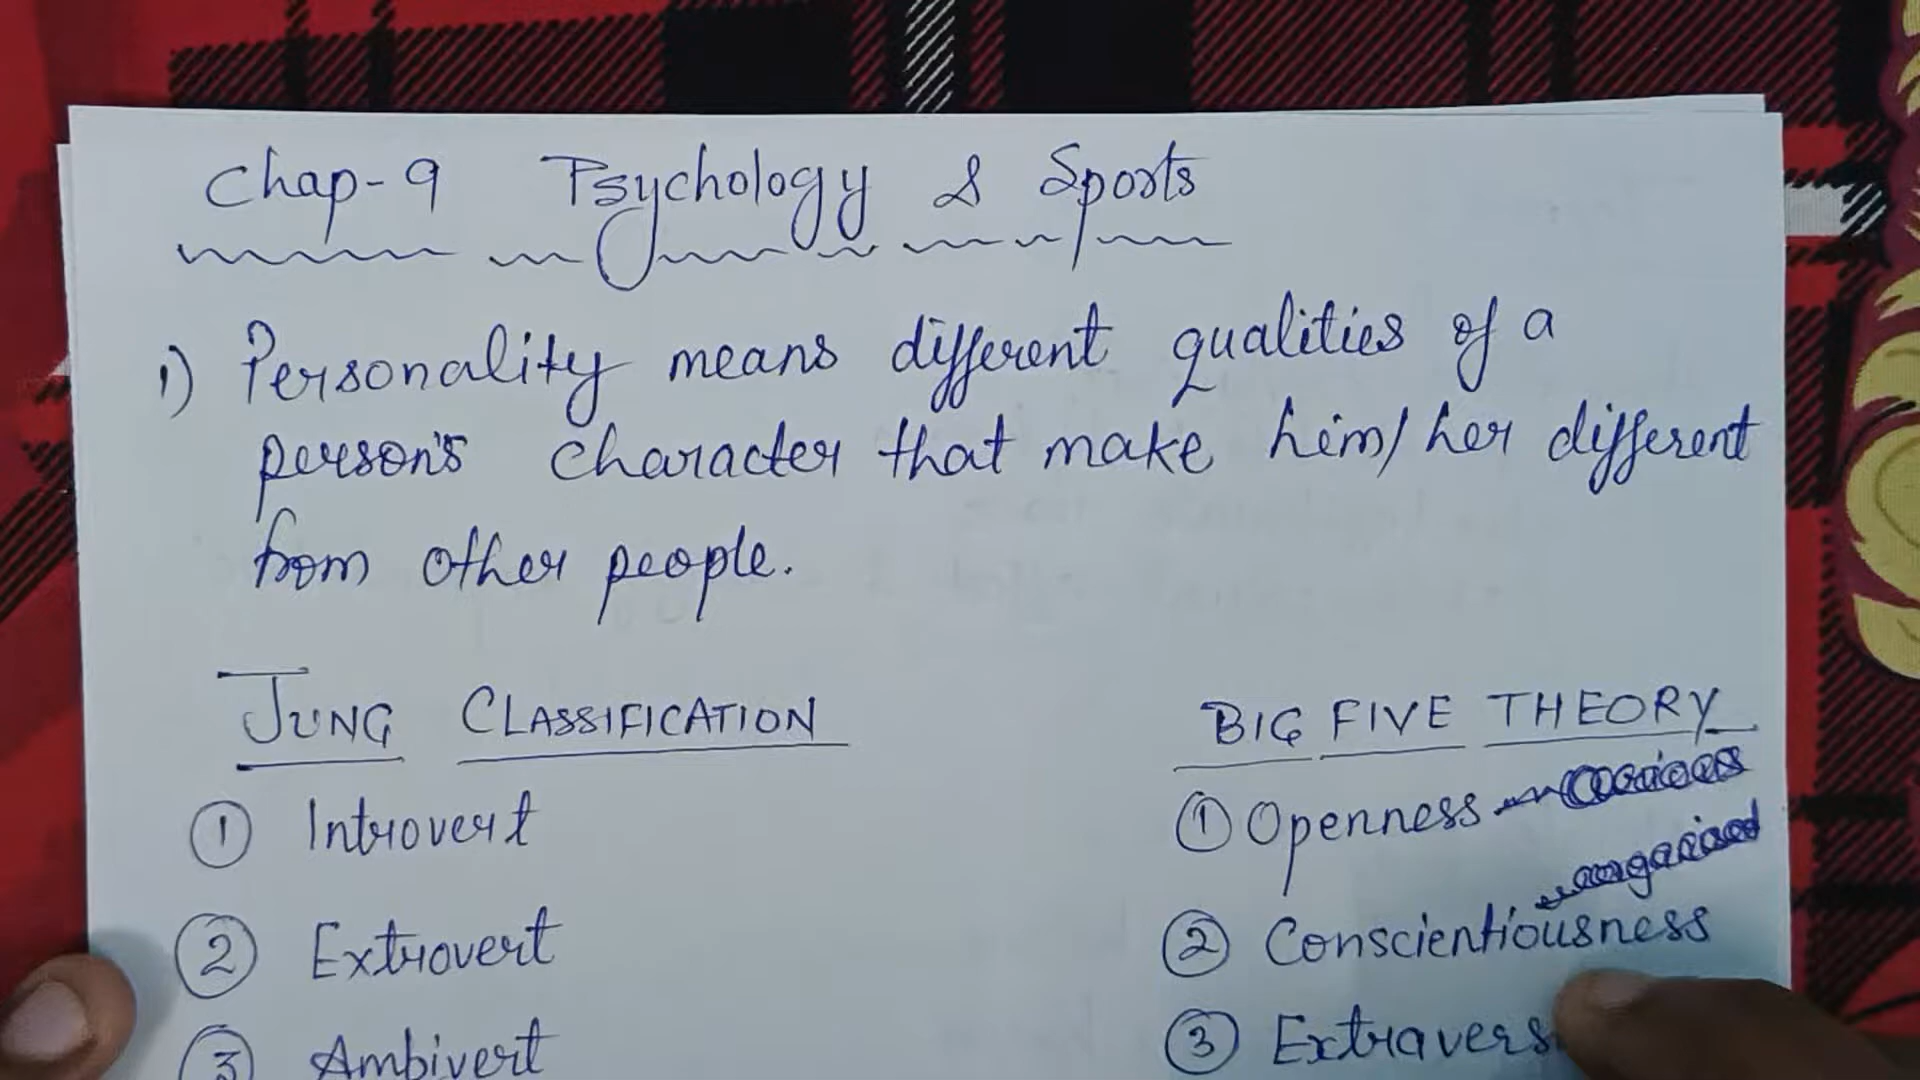 Chap-9 Psychology & Sports
1) Personality means different qualities of a
person's character that make him/her different
from other people.
JUNG CLASSIFICATION
BIG FIVE THEORY
① Introvert
① Openness
② Extrovert
② Conscientiousness
③ Ambivert
③ Extravers